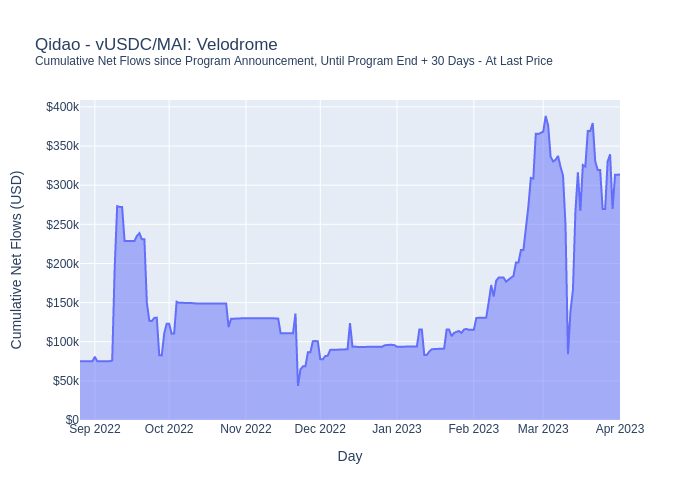 Qidao - vUSDC/MAI: Velodrome
Cumulative Net Flows since Program Announcement, Until Program End + 30 Days - At Last Price
$400k
$350k
$300k
$250k
$200k
$150k
$100k
$50k
$0
Cumulative Net Flows (USD)
Sep 2022 Oct 2022 Nov 2022 Dec 2022 Jan 2023 Feb 2023 Mar 2023 Apr 2023
Day